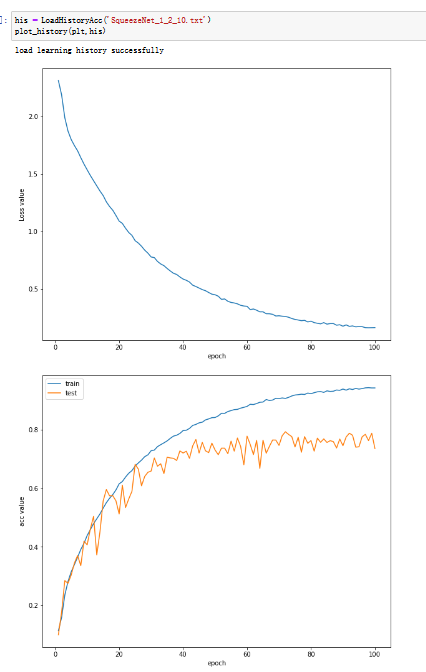 ]: his = LoadHistoryAcc('SqueezeNet_1_2_10.txt')
plot_history(plt,his)
load learning history successfully
2.0
1.5
1.0
0.5
Loss value
0 20 40 60 80 100
epoch
train
test
0.8
0.6
0.4
0.2
acc value
0 20 40 60 80 100
epoch